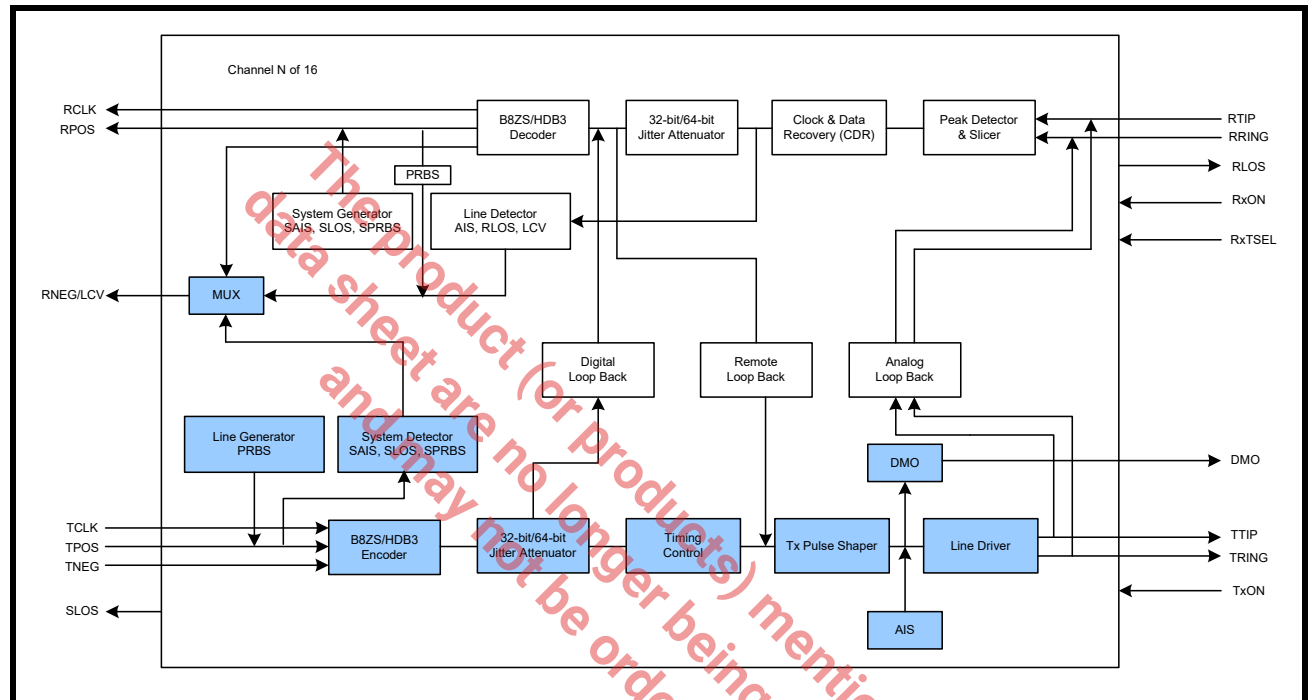 Channel N of 16
RCLK
RPOS
B8ZS/HDB3
Decoder
32-bit/64-bit
Jitter Attenuator
Clock & Data
Recovery (CDR)
Peak Detector
& Slicer
RTIP
RRING
RLOS
RxON
RxTSEL
PRBS
System Generator
SAIS, SLOS, SPRBS
Line Detector
AIS, RLOS, LCV
RNEG/LCV
MUX
Digital
Loop Back
Remote
Loop Back
Analog
Loop Back
Line Generator
PRBS
System Detector
SAIS, SLOS, SPRBS
DMO
DMO
TCLK
TPOS
TNEG
B8ZS/HDB3
Encoder
32-bit/64-bit
Jitter Attenuator
Timing
Control
Tx Pulse Shaper
Line Driver
TTIP
TRING
TxON
SLOS
AIS
The product (or products) mentio
data sheet are no longer being
and may not be orde